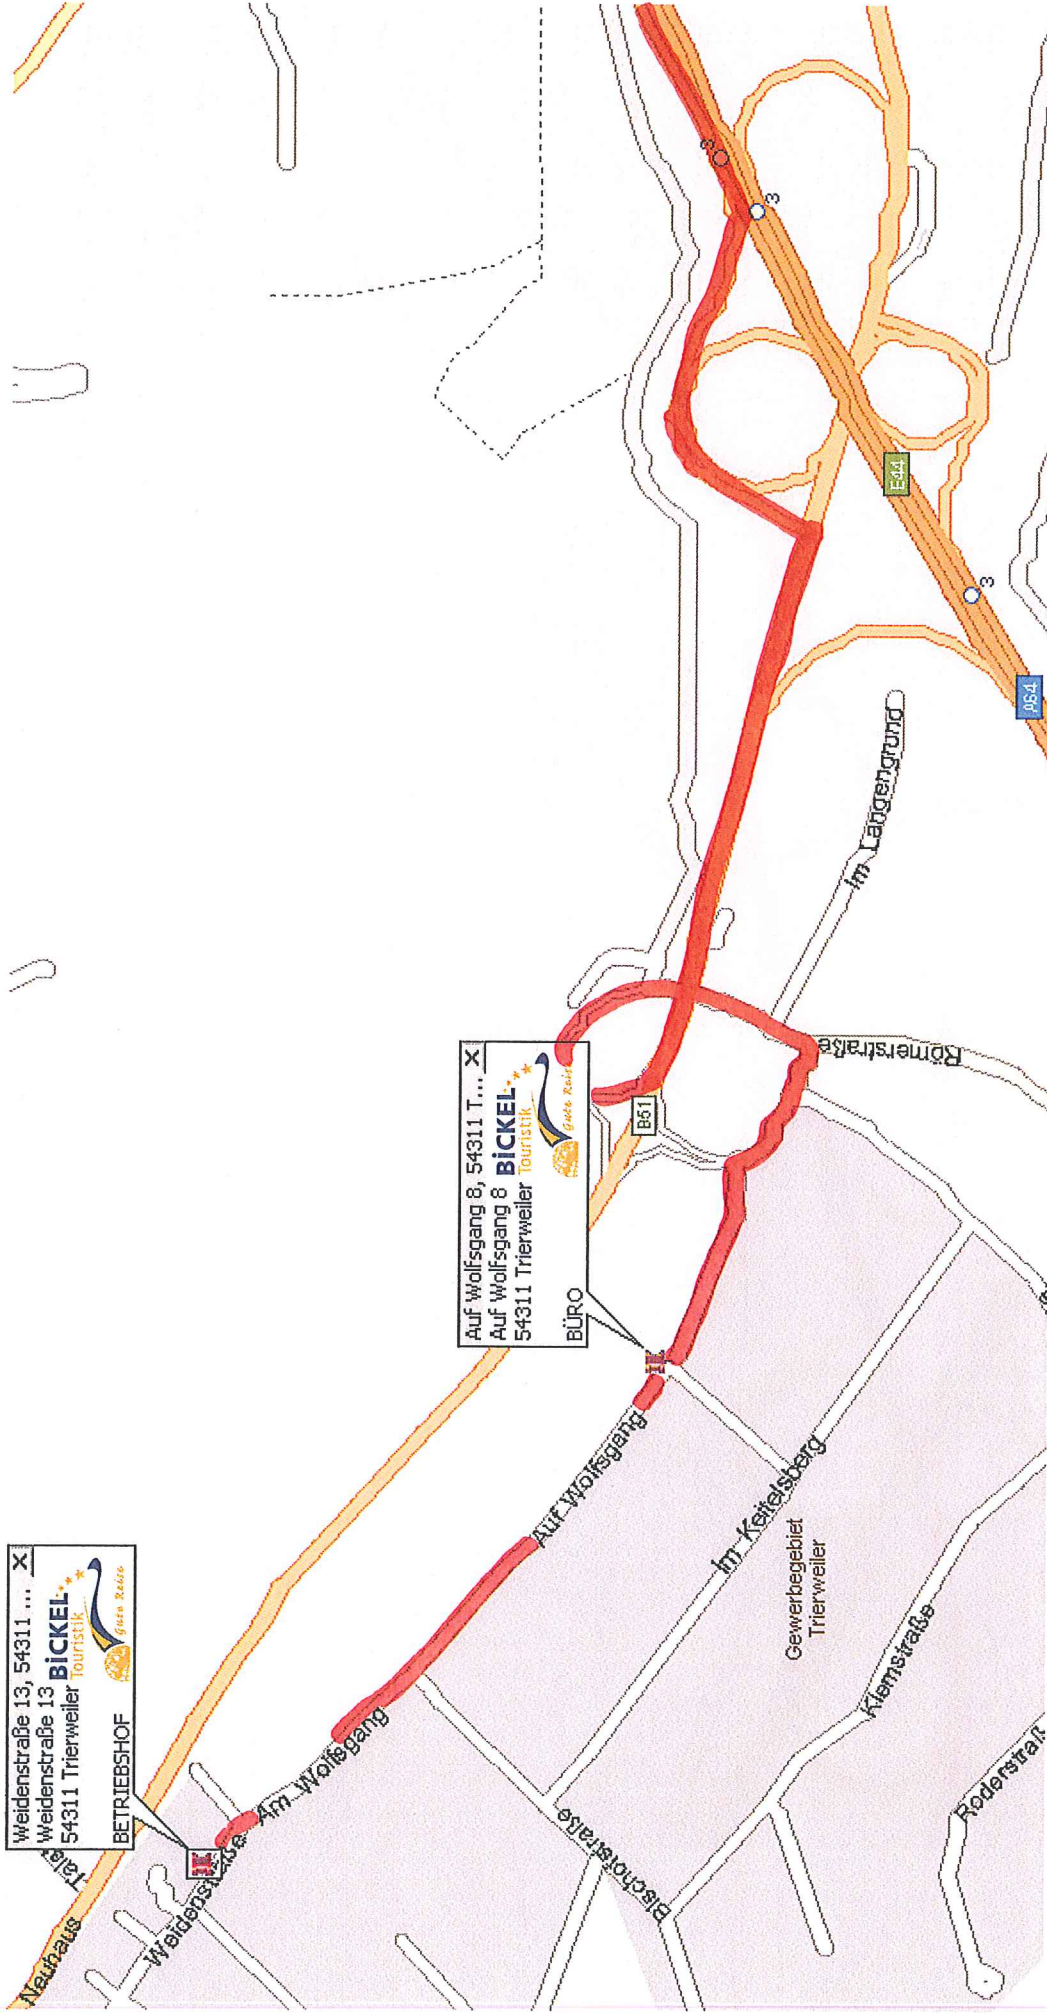 Weidenstraße 13, 54311 ... X
Weidenstraße 13
54311 Trierweiler
BiCKEL
Touristik
Gute Reise
BETRIEBSHOF
Auf Wolfsgang 8, 54311 T... X
Auf Wolfsgang 8
54311 Trierweiler
BiCKEL
Touristik
Gute Reise
BÜRO
Neuhaus
Weidenstraße
Am Wolfsgang
Auf Wolfsgang
Bischofstraße
Im Keitelsberg
Gewerbegebiet
Trierweiler
Klemstraße
Roderstraß
B51
Römerstraße
Im Langengrund
E44
A64
3
3
3